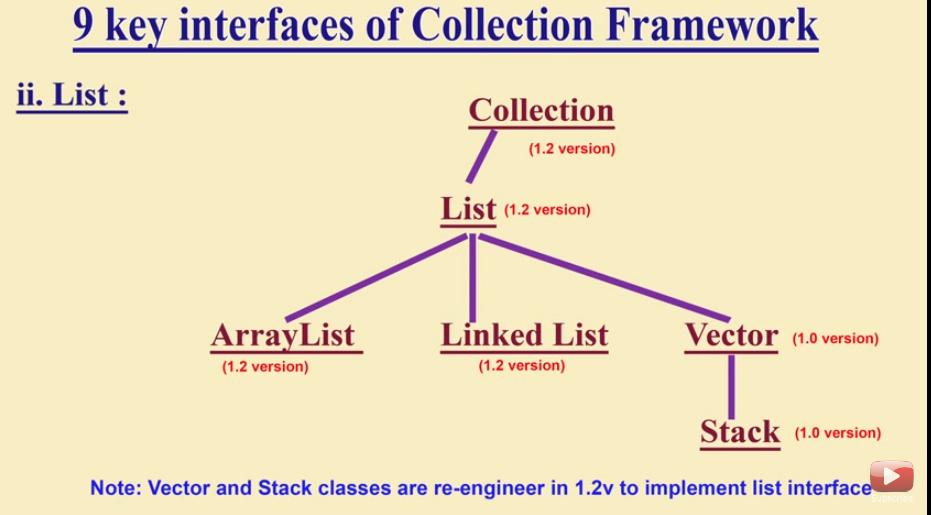 9 key interfaces of Collection Framework
ii. List :
Collection
(1.2 version)
List (1.2 version)
ArrayList Linked List Vector (1.0 version)
(1.2 version) (1.2 version)
Stack (1.0 version)
Note: Vector and Stack classes are re-engineer in 1.2v to implement list interface
Subscribe